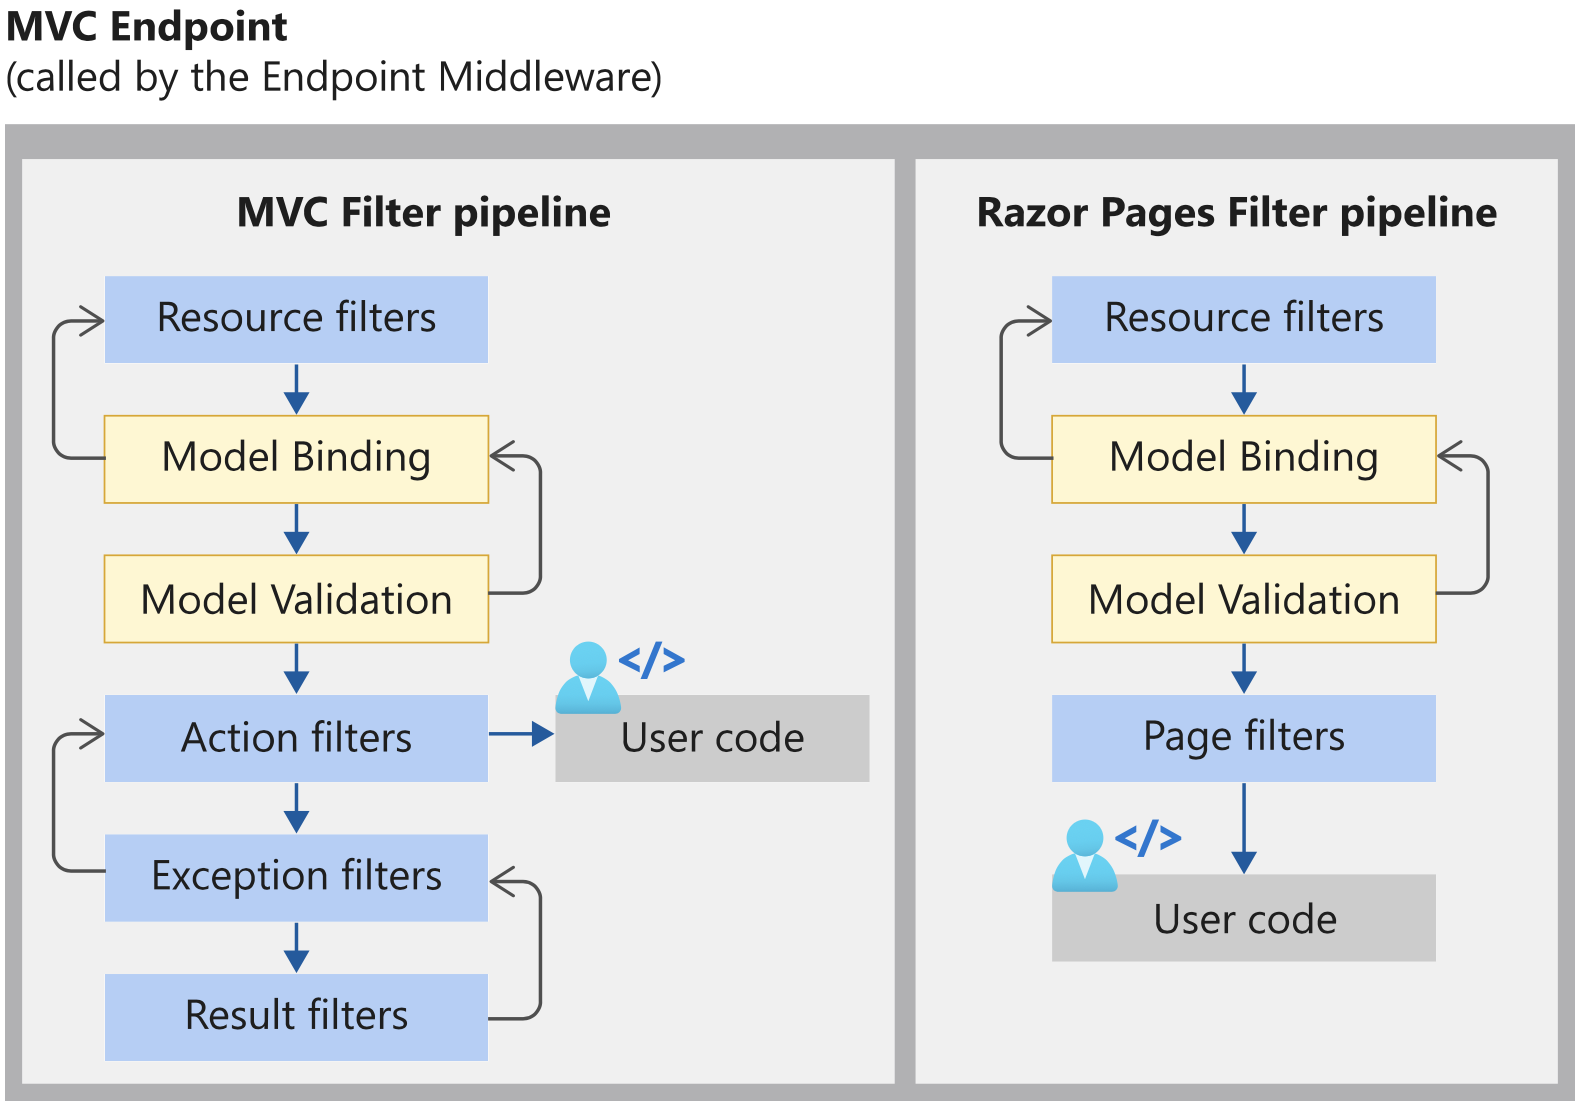 MVC Endpoint
(called by the Endpoint Middleware)
MVC Filter pipeline
Resource filters
Model Binding
Model Validation
Action filters
</>
User code
Exception filters
Result filters
Razor Pages Filter pipeline
Resource filters
Model Binding
Model Validation
Page filters
</>
User code